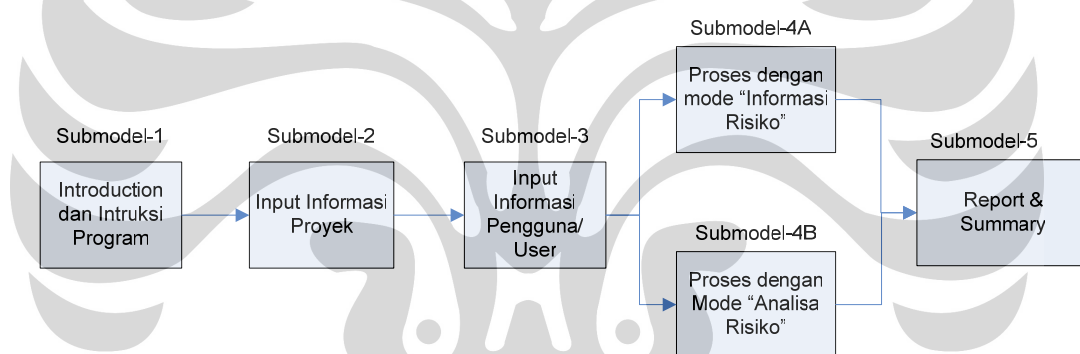 Submodel-1
Introduction
dan Intruksi
Program
Submodel-2
Input Informasi
Proyek
Submodel-3
Input
Informasi
Pengguna/
User
Submodel-4A
Proses dengan
mode “Informasi
Risiko”
Submodel-4B
Proses dengan
Mode “Analisa
Risiko”
Submodel-5
Report &
Summary